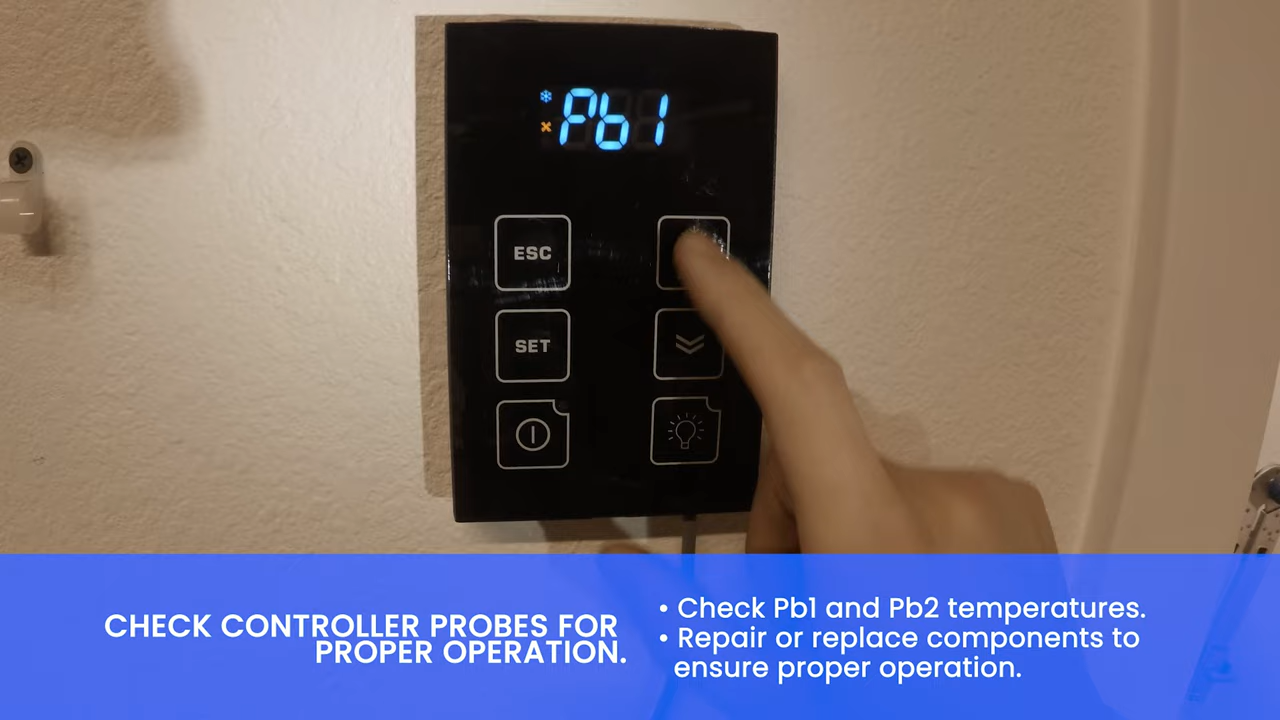 Pb1
ESC
SET
CHECK CONTROLLER PROBES FOR
PROPER OPERATION.
• Check Pb1 and Pb2 temperatures.
• Repair or replace components to
ensure proper operation.